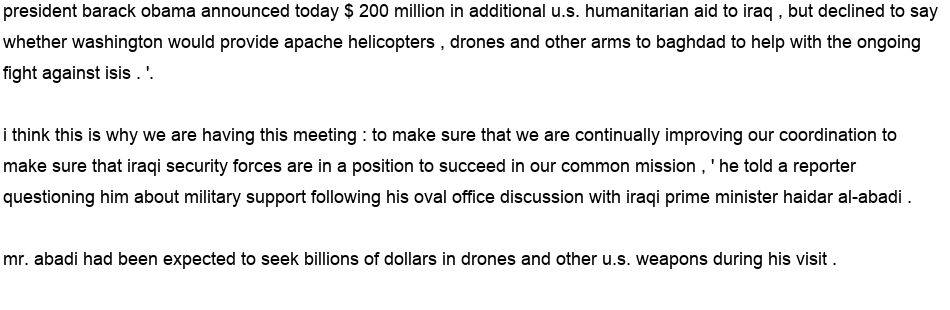 president barack obama announced today $ 200 million in additional u.s. humanitarian aid to iraq , but declined to say
whether washington would provide apache helicopters , drones and other arms to baghdad to help with the ongoing
fight against isis . '.
i think this is why we are having this meeting : to make sure that we are continually improving our coordination to
make sure that iraqi security forces are in a position to succeed in our common mission , ' he told a reporter
questioning him about military support following his oval office discussion with iraqi prime minister haidar al-abadi .
mr. abadi had been expected to seek billions of dollars in drones and other u.s. weapons during his visit .